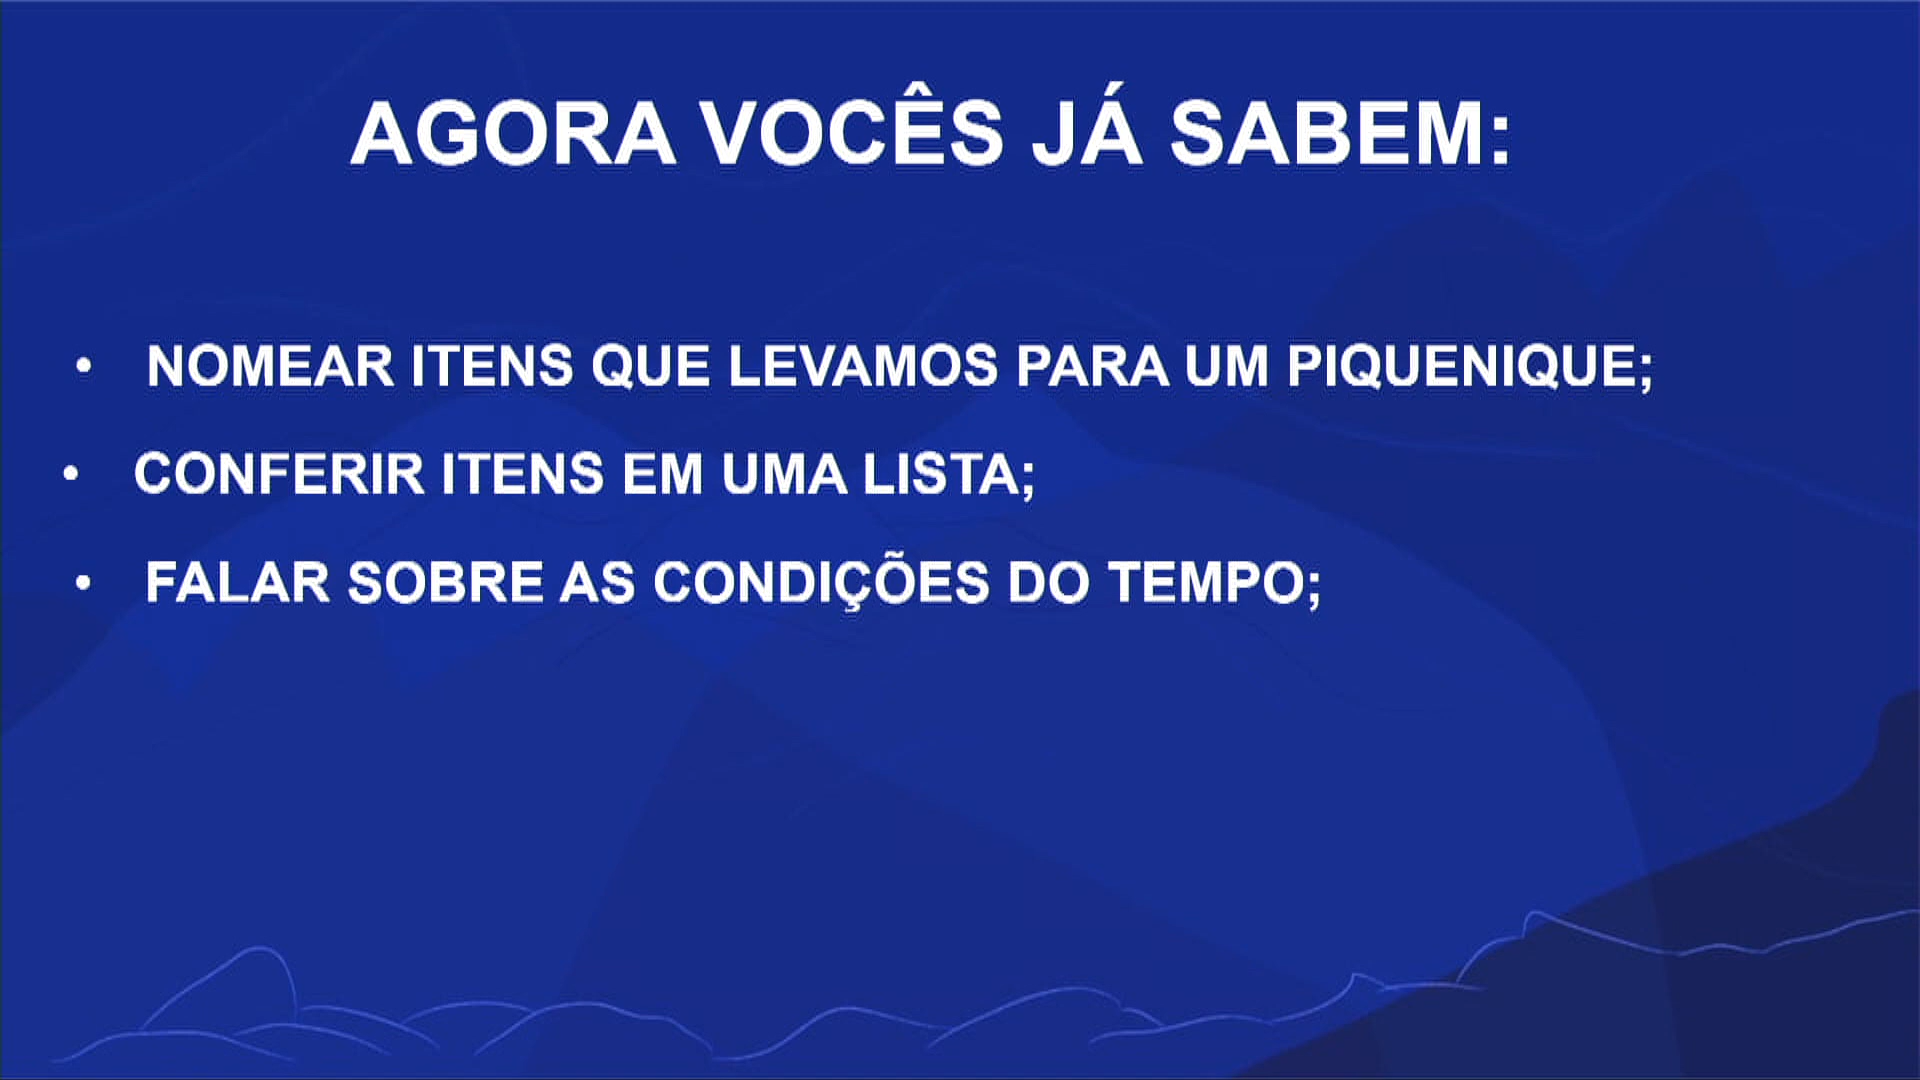 AGORA VOCÊS JÁ SABEM:
• NOMEAR ITENS QUE LEVAMOS PARA UM PIQUENIQUE;
• CONFERIR ITENS EM UMA LISTA;
• FALAR SOBRE AS CONDIÇÕES DO TEMPO;